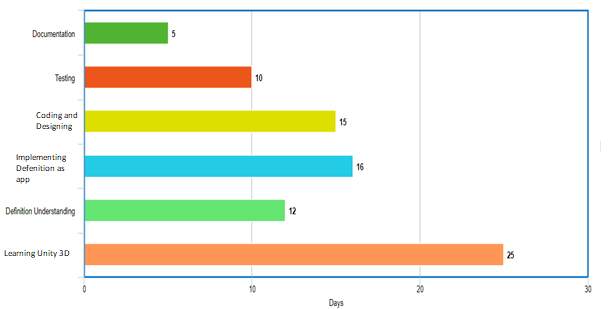 Documentation
5
Testing
10
Coding and
Designing
15
Implementing
Defenition as
app
16
Definition Understanding
12
Learning Unity 3D
25
0 10 20 30
Days